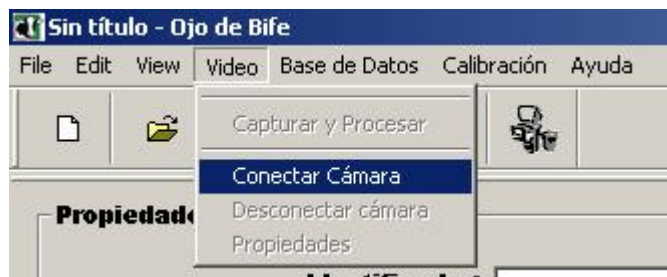 Sin título - Ojo de Bife
File Edit View Video Base de Datos Calibración Ayuda
Capturar y Procesar
Conectar Cámara
Desconectar cámara
Propiedades